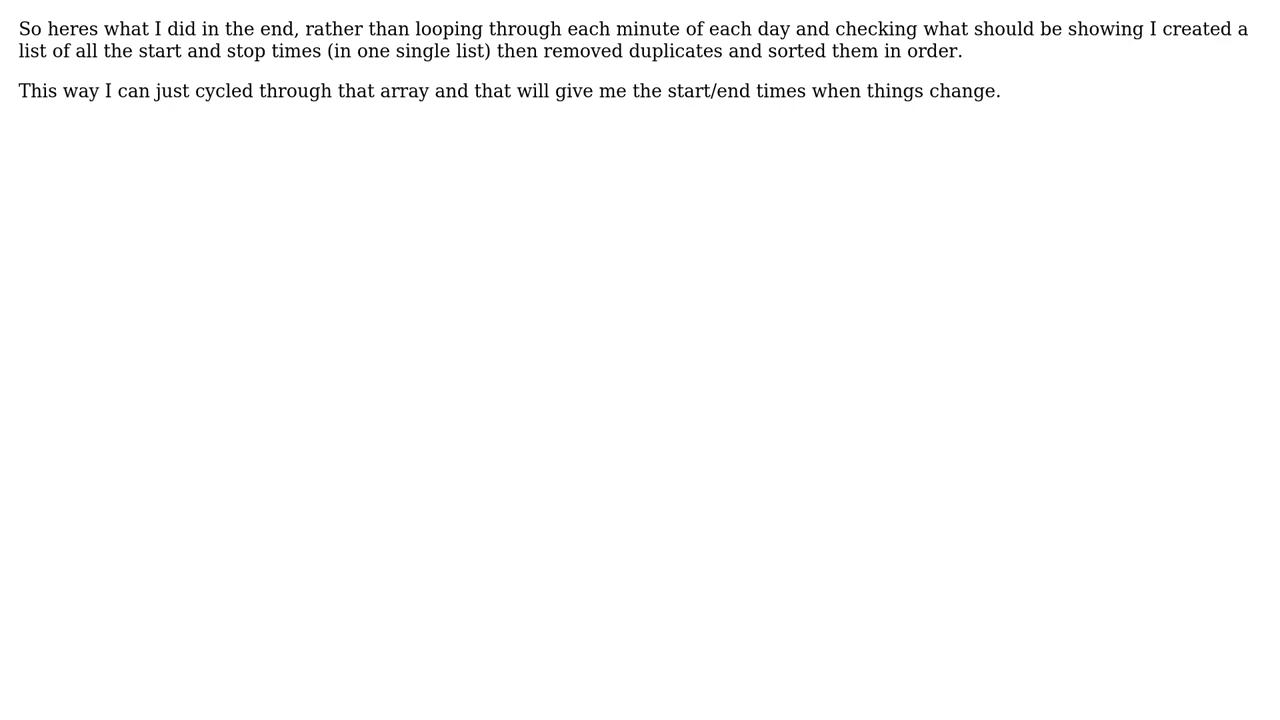 So heres what I did in the end, rather than looping through each minute of each day and checking what should be showing I created a
list of all the start and stop times (in one single list) then removed duplicates and sorted them in order.
This way I can just cycled through that array and that will give me the start/end times when things change.